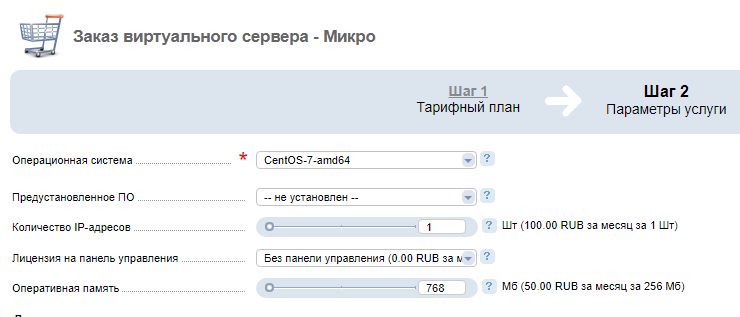 Заказ виртуального сервера - Микро
Шаг 1
Тарифный план
Шаг 2
Параметры услуги
Операционная система * CentOS-7-amd64 ?
Предустановленное ПО -- не установлен -- ?
Количество IP-адресов 1 ? Шт (100.00 RUB за месяц за 1 Шт)
Лицензия на панель управления Без панели управления (0.00 RUB за м ?
Оперативная память 768 ? Мб (50.00 RUB за месяц за 256 Мб)